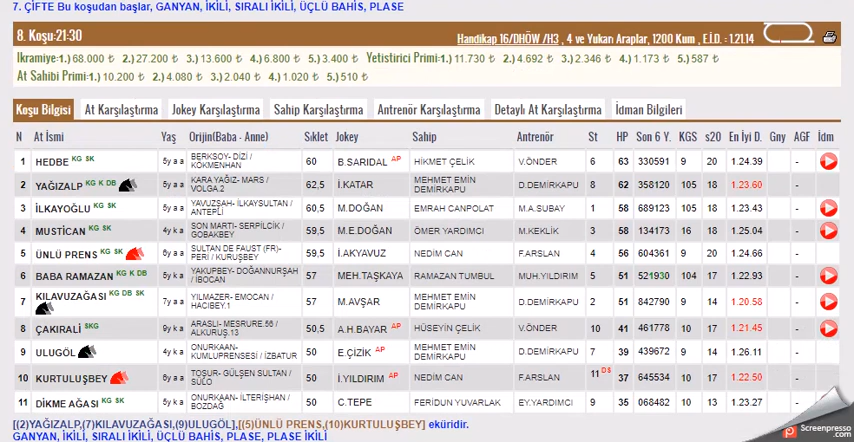 7. ÇİFTE Bu koşudan başlar, GANYAN, İKİLİ, SIRALI İKİLİ, ÜÇLÜ BAHİS, PLASE
8. Koşu:21:30 Handikap 16/DHÖW /H3 , 4 ve Yukarı Araplar, 1200 Kum , E.İ.D. : 1.21.14
Ikramiye:1.) 68.000 ₺ 2.) 27.200 ₺ 3.) 13.600 ₺ 4.) 6.800 ₺ 5.) 3.400 ₺ Yetistirici Primi:1.) 11.730 ₺ 2.) 4.692 ₺ 3.) 2.346 ₺ 4.) 1.173 ₺ 5.) 587 ₺
At Sahibi Primi:1.) 10.200 ₺ 2.) 4.080 ₺ 3.) 2.040 ₺ 4.) 1.020 ₺ 5.) 510 ₺
Koşu Bilgisi At Karşılaştırma Jokey Karşılaştırma Sahip Karşılaştırma Antrenör Karşılaştırma Detaylı At Karşılaştırma İdman Bilgileri
N At İsmi Yaş Orijin(Baba - Anne) Sıklet Jokey Sahip Antrenör St HP Son 6 Y. KGS s20 En İyi D. Gny AGF İdm
1 HEDBE KG SK 5y a a BERKSOY- DİZİ / KÖKMENHAN 60 B.SARIDAL AP HİKMET ÇELİK V.ÖNDER 6 63 330591 9 20 1.24.39 -
2 YAĞIZALP KG K DB 6y a a KARA YAĞIZ- MARS / VOLGA.2 62,5 İ.KATAR MEHMET EMİN DEMİRKAPU D.DEMİRKAPU 8 62 358120 105 18 1.23.60 -
3 İLKAYOĞLU KG SK 5y a a YAVUZŞAH- İLKAYSULTAN / ANTEPLİ 60,5 M.DOĞAN EMRAH CANPOLAT M.A.SUBAY 1 58 689123 105 18 1.23.43 -
4 MUSTİCAN KG SK 4y k a SON MARTI- SERPİLCİK / GOBAKBEY 59,5 M.E.DOĞAN ÖMER YARDIMCI M.KEKLİK 3 58 134173 16 18 1.25.04 -
5 ÜNLÜ PRENS KG SK 6y a a SULTAN DE FAUST (FR)- PERİ / KURUŞBEY 59,5 İ.AKYAVUZ NEDİM CAN F.ARSLAN 4 56 604361 9 20 1.24.66 -
6 BABA RAMAZAN KG K DB 6y k a YAKUPBEY- DOĞANNURŞAH / İBOCAN 57 MEH.TAŞKAYA RAMAZAN TUMBUL MUH.YILDIRIM 5 51 521930 104 17 1.22.93 -
7 KILAVUZAĞASI KG DB SK 7y a a YILMAZER- EMOCAN / HACIBEY.1 57 M.AVŞAR MEHMET EMİN DEMİRKAPU D.DEMİRKAPU 2 51 842790 9 14 1.20.58 -
8 ÇAKIRALİ SKG 9y k a ARASLI- MESRURE.56 / ALKURUŞ.13 50,5 A.H.BAYAR AP HÜSEYİN ÇELİK V.ÖNDER 10 41 461778 10 17 1.21.45 -
9 ULUGÖL 4y k a ONURKAAN- KUMLUPRENSESİ / İZBATUR 50 E.ÇİZİK AP MEHMET EMİN DEMİRKAPU D.DEMİRKAPU 7 39 439672 9 14 1.26.11 -
10 KURTULUŞBEY 6y a a TOSUR- GÜLŞEN SULTAN / SÜLO 50 İ.YILDIRIM AP NEDİM CAN F.ARSLAN 11 DS 37 645534 10 17 1.22.50 -
11 DİKME AĞASI KG SK 6y k a ONURKAAN- İLTERİŞHAN / BOZDAĞ 50 C.TEPE FERİDUN YUVARLAK EY.YARDIMCI 9 35 068482 10 13 1.23.27 -
[(2)YAĞIZALP,(7)KILAVUZAĞASI,(9)ULUGÖL],[(5)ÜNLÜ PRENS,(10)KURTULUŞBEY] eküridir.
GANYAN, İKİLİ, SIRALI İKİLİ, ÜÇLÜ BAHİS, PLASE, PLASE İKİLİ
Screenpresso
.com